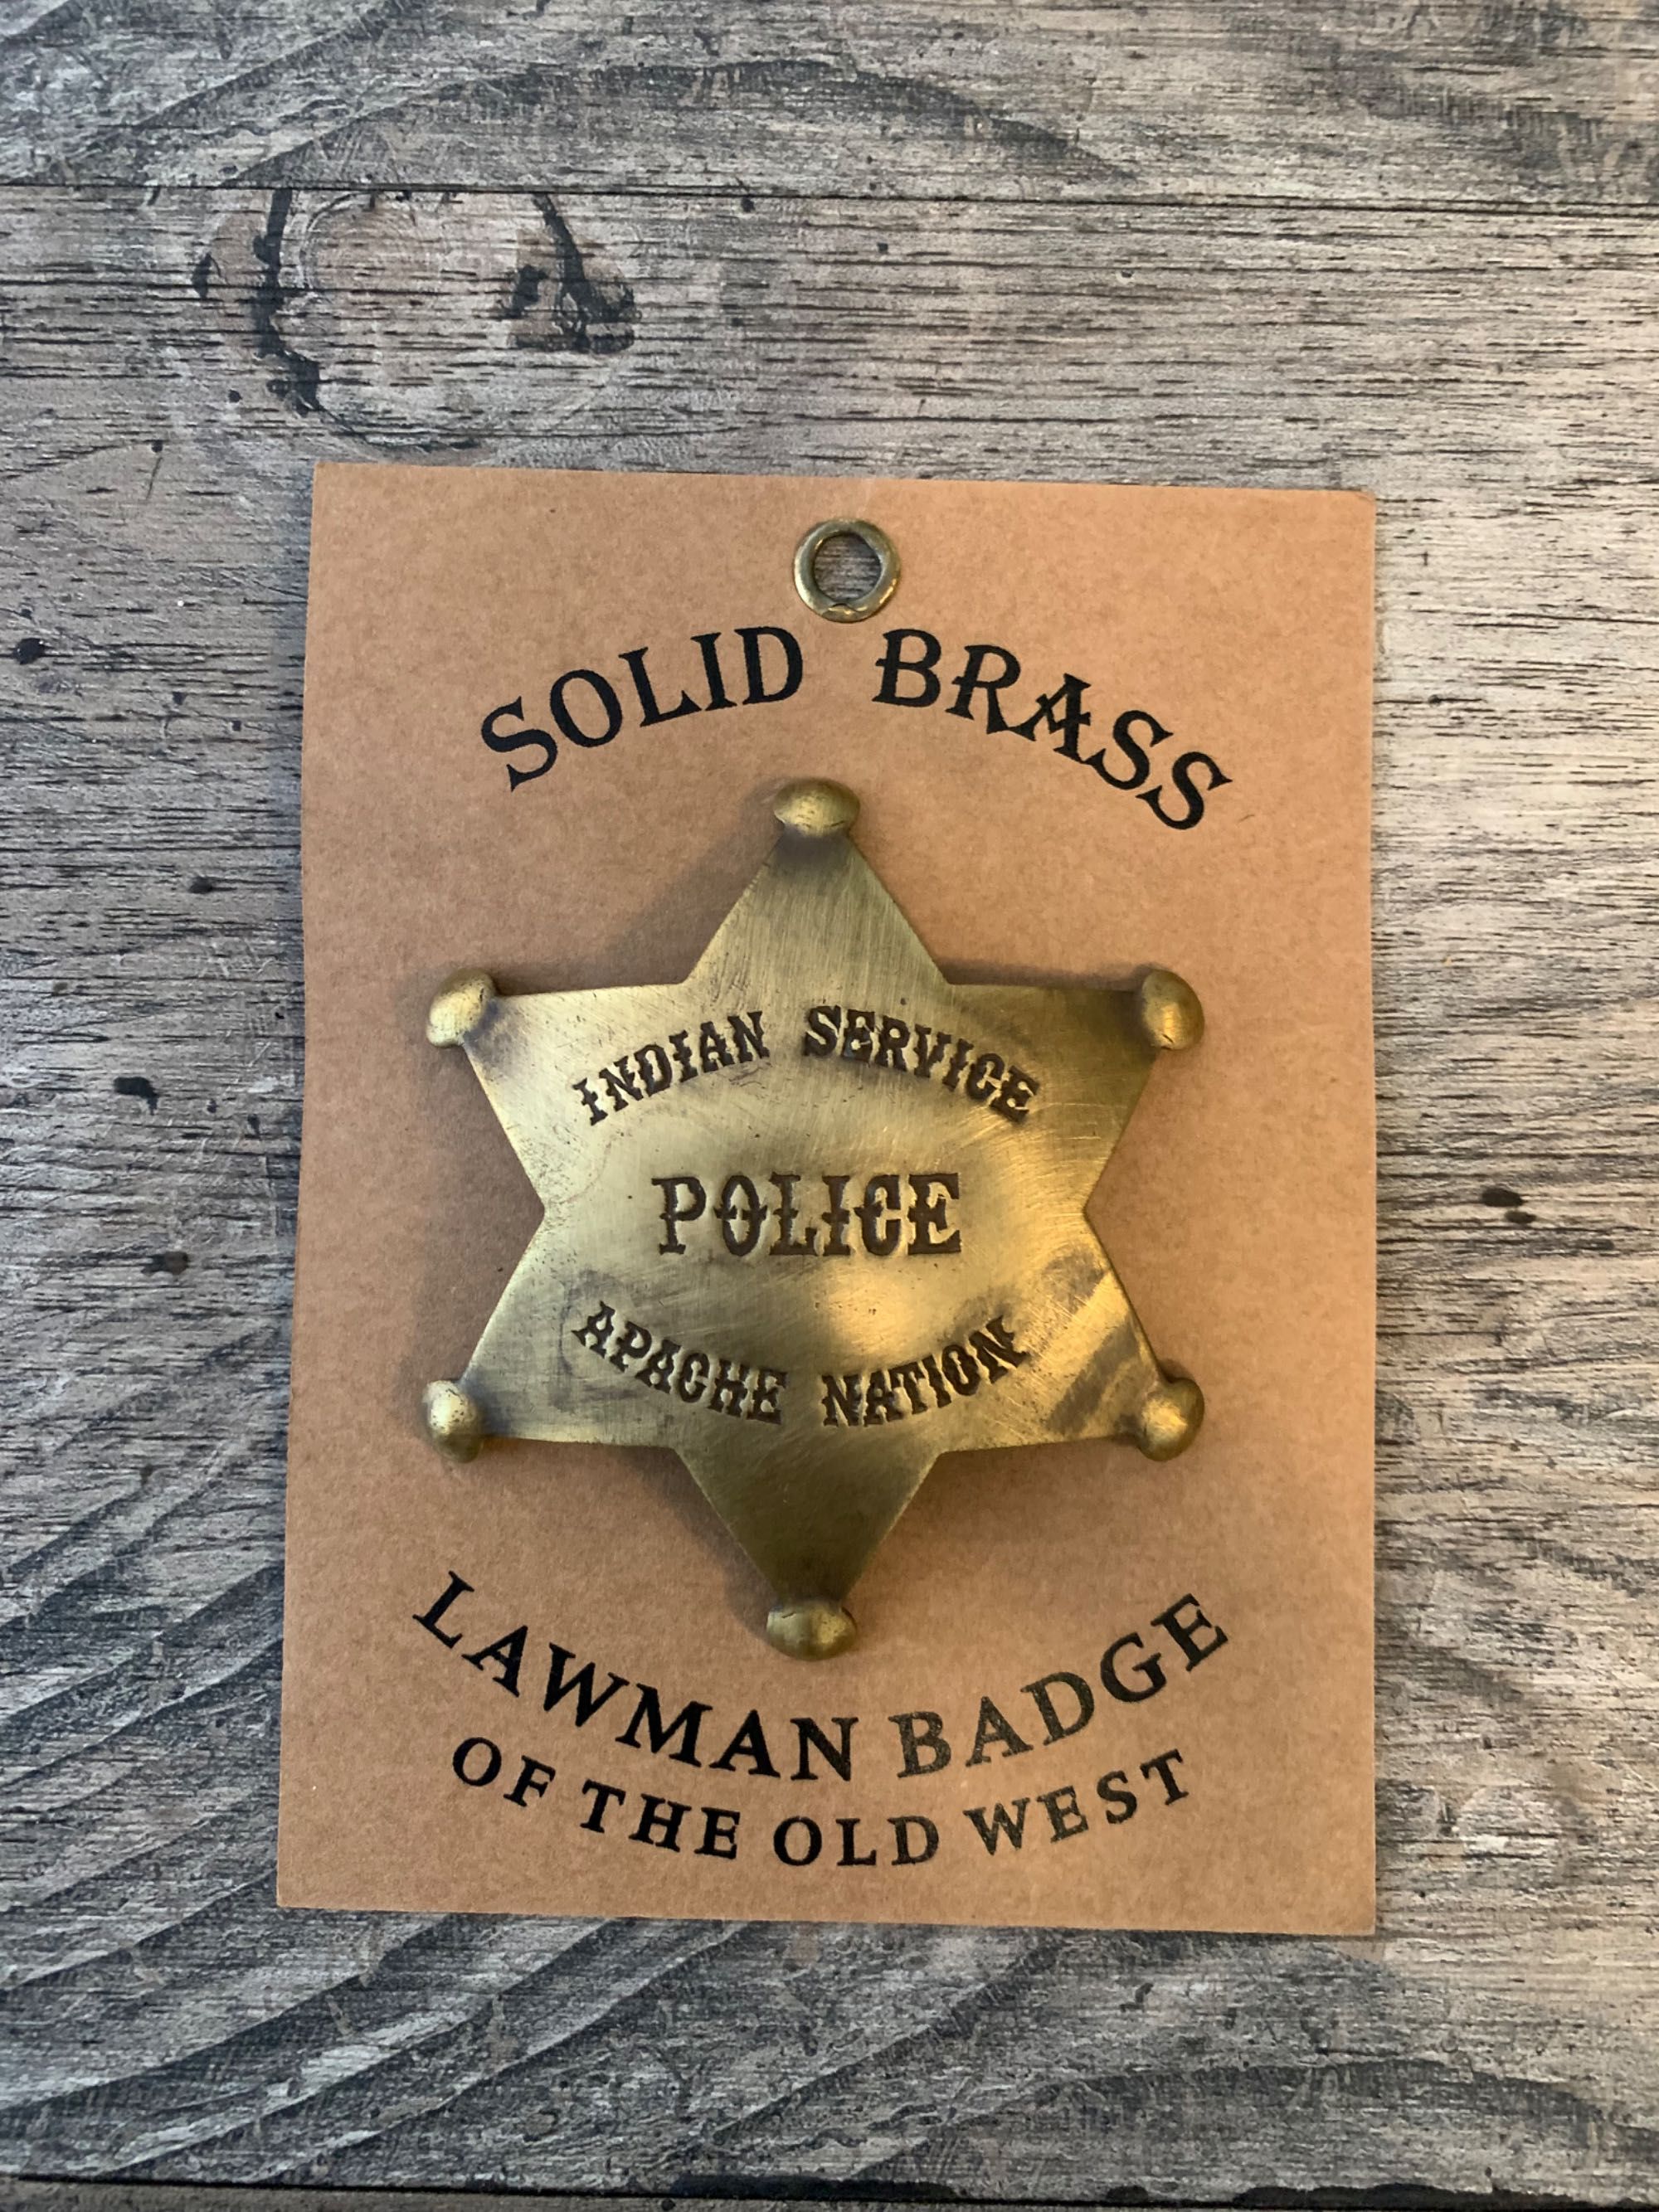 SOLID BRASS
INDIAN SERVICE
POLICE
APACHE NATION
LAWMAN BADGE
OF THE OLD WEST